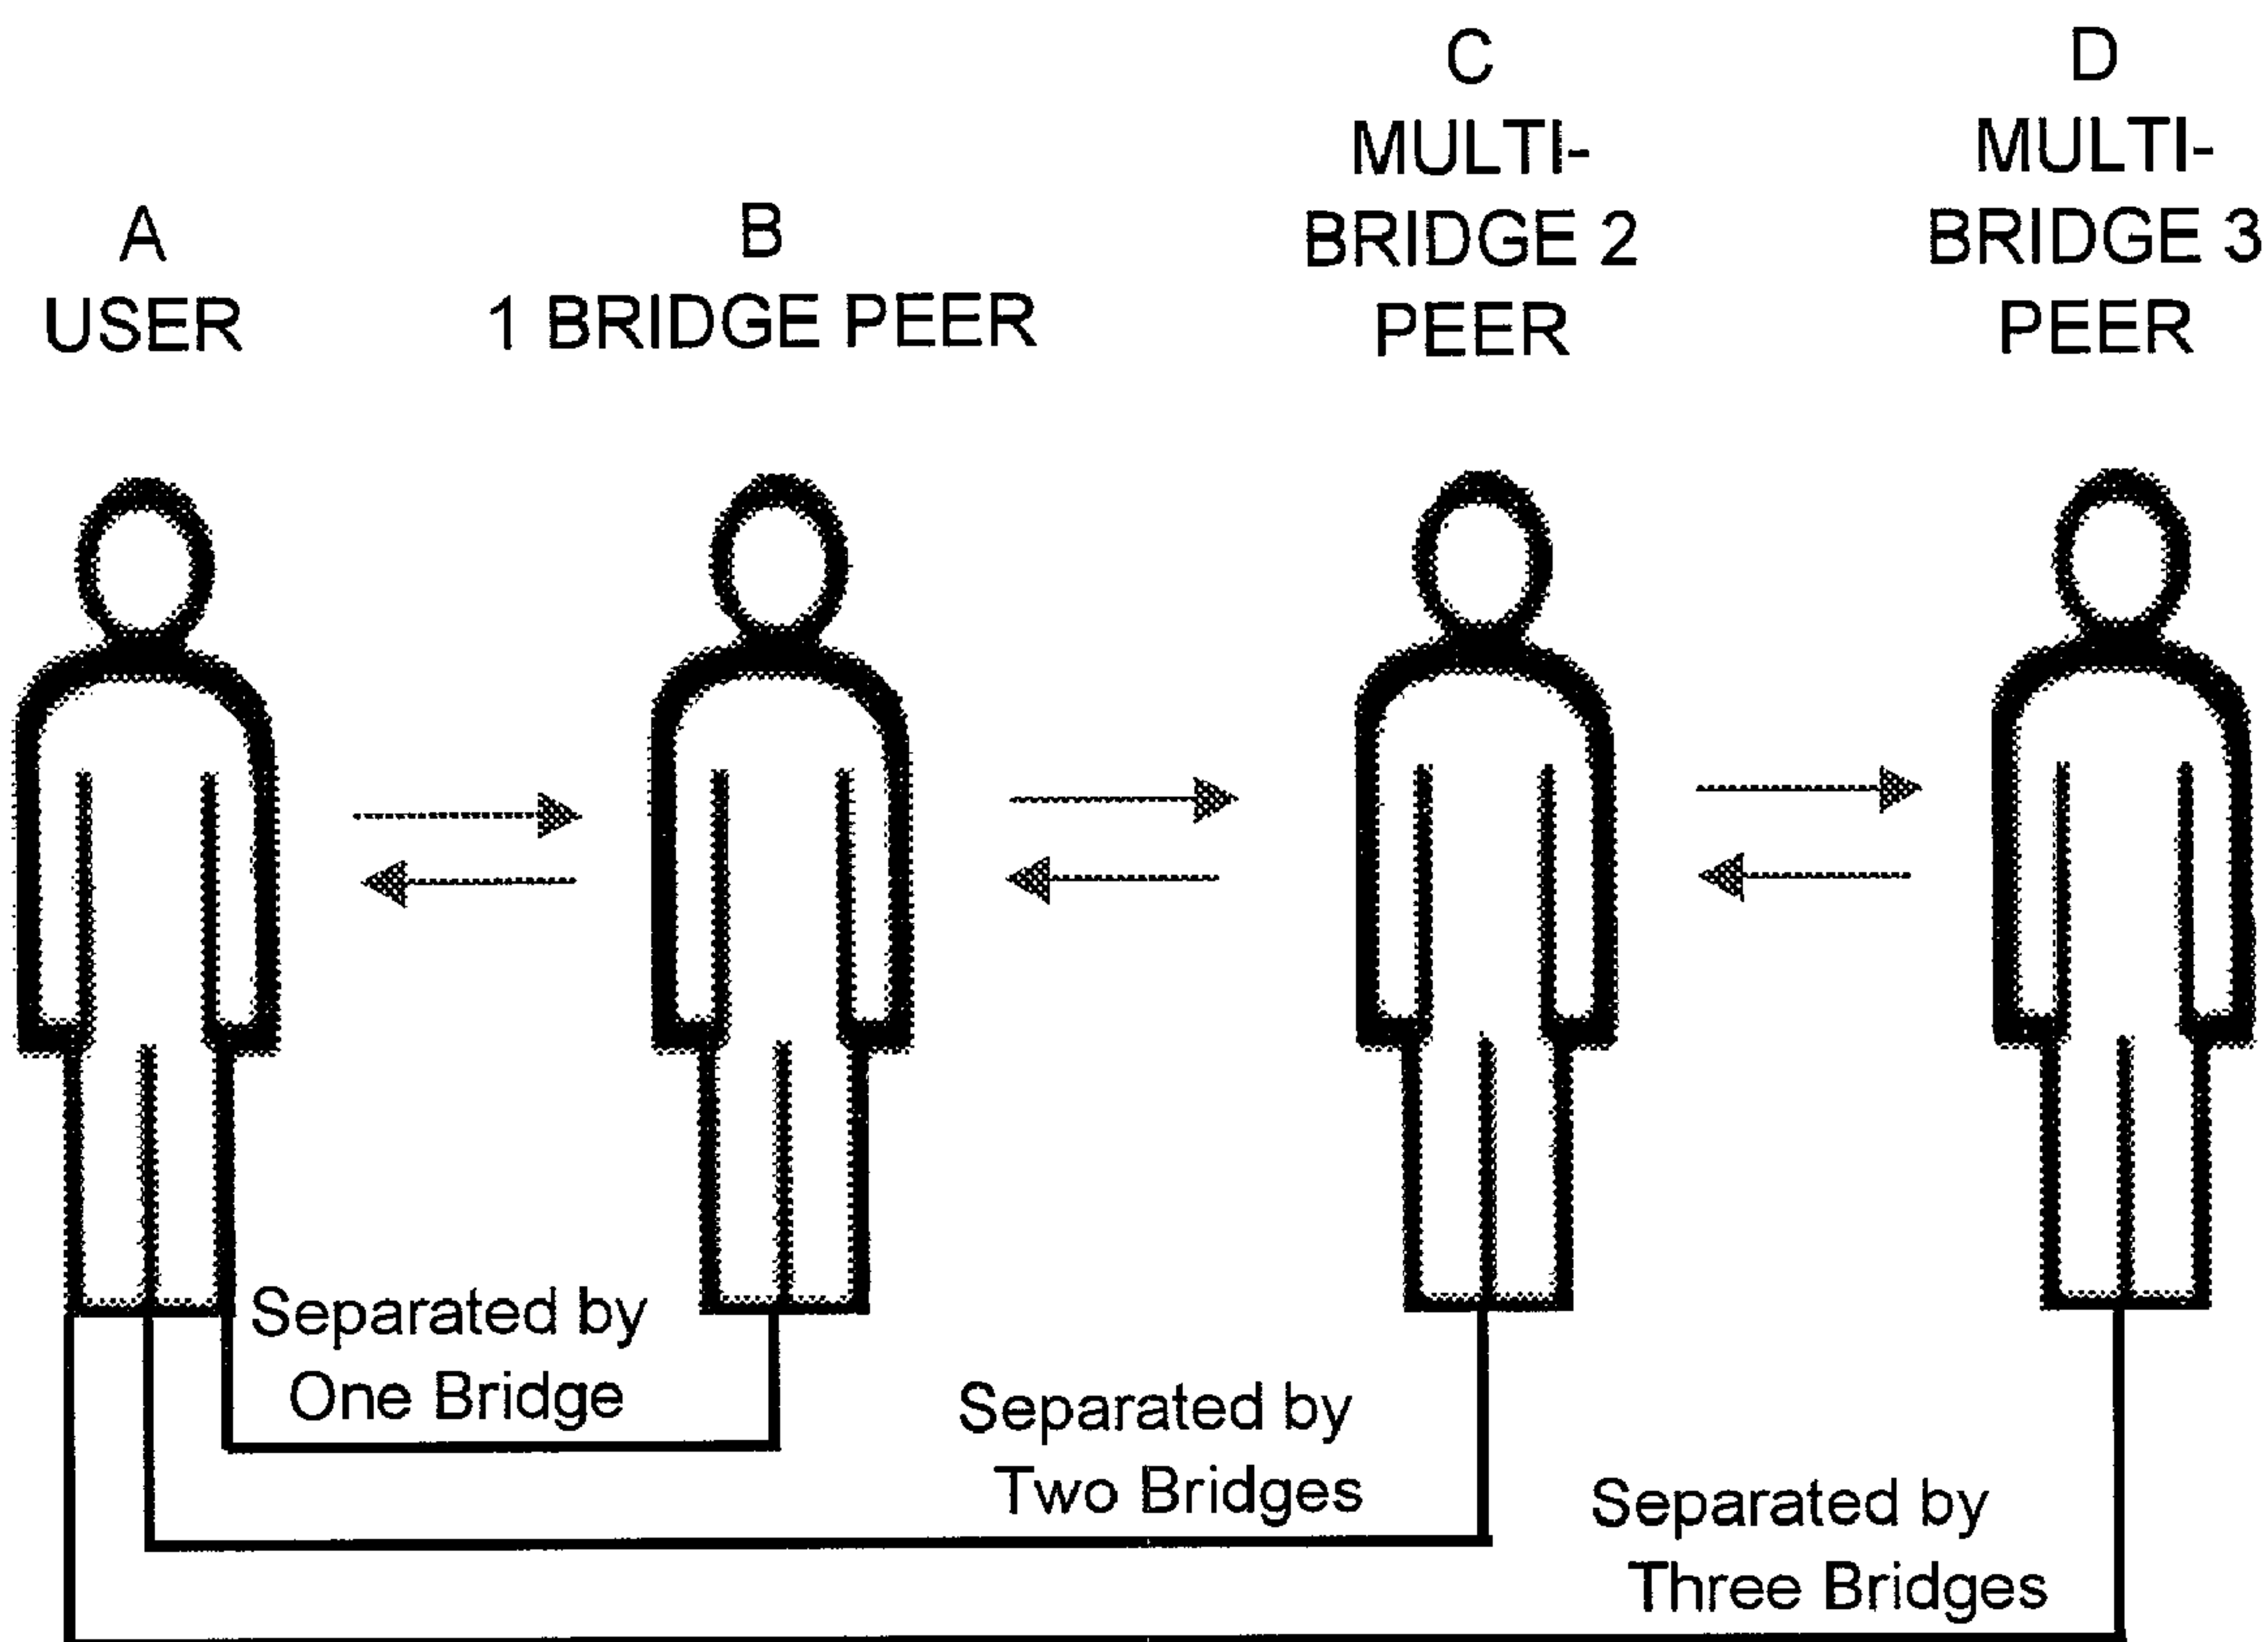 A
USER
B
1 BRIDGE PEER
C
MULTI-
BRIDGE 2
PEER
D
MULTI-
BRIDGE 3
PEER
Separated by
One Bridge
Separated by
Two Bridges
Separated by
Three Bridges